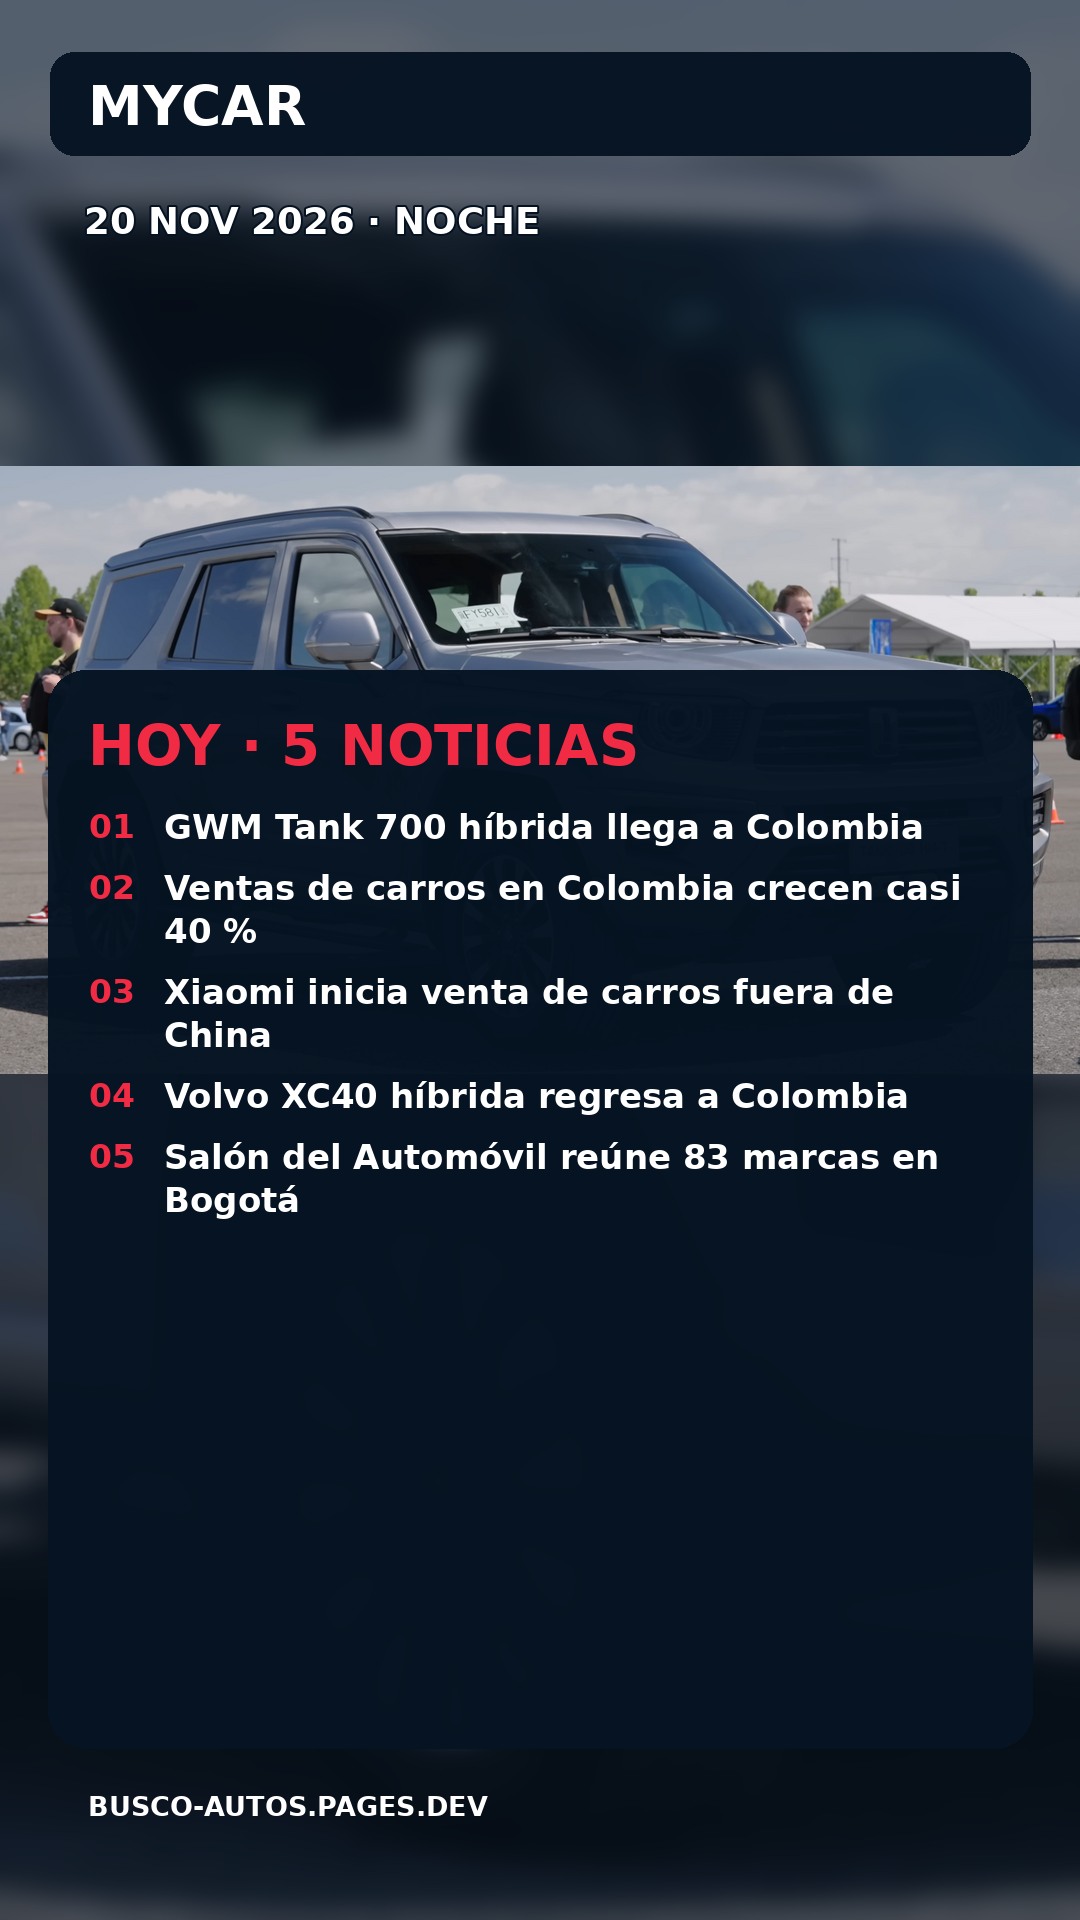 MYCAR
20 NOV 2026 · NOCHE
HOY · 5 NOTICIAS
01 GWM Tank 700 híbrida llega a Colombia
02 Ventas de carros en Colombia crecen casi
40 %
03 Xiaomi inicia venta de carros fuera de
China
04 Volvo XC40 híbrida regresa a Colombia
05 Salón del Automóvil reúne 83 marcas en
Bogotá
BUSCO-AUTOS.PAGES.DEV